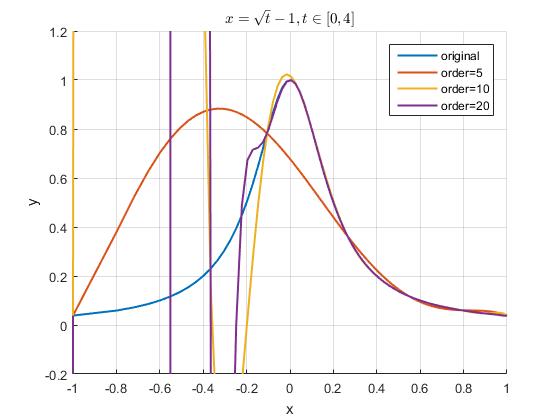 x = √t − 1, t ∈ [0, 4]
1.2
1
0.8
0.6
0.4
0.2
0
-0.2
y
original
order=5
order=10
order=20
-1 -0.8 -0.6 -0.4 -0.2 0 0.2 0.4 0.6 0.8 1
x